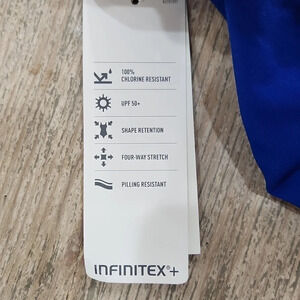 100%
CHLORINE RESISTANT
UPF 50+
SHAPE RETENTION
FOUR-WAY STRETCH
PILLING RESISTANT
INFINITEX®+